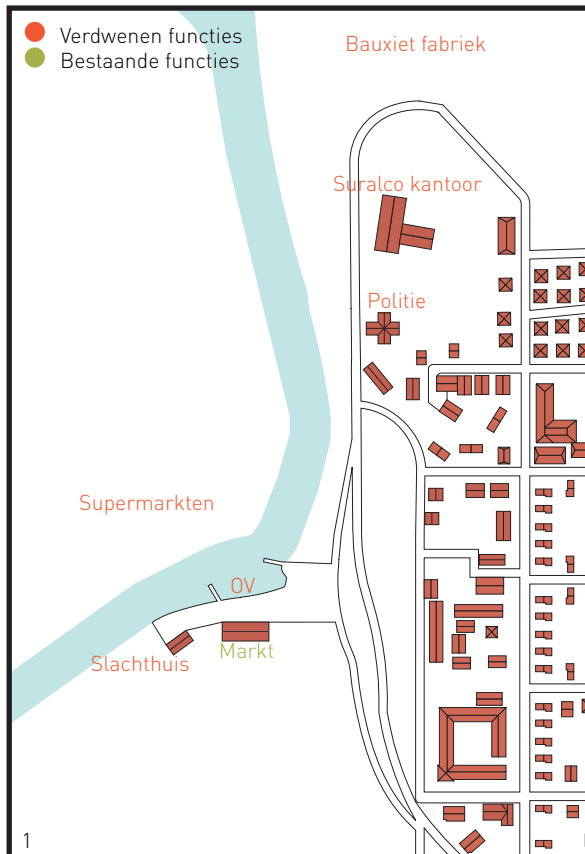 Verdwenen functies
Bestaande functies
Bauxiet fabriek
Suralco kantoor
Politie
Supermarkten
OV
Slachthuis
Markt
1